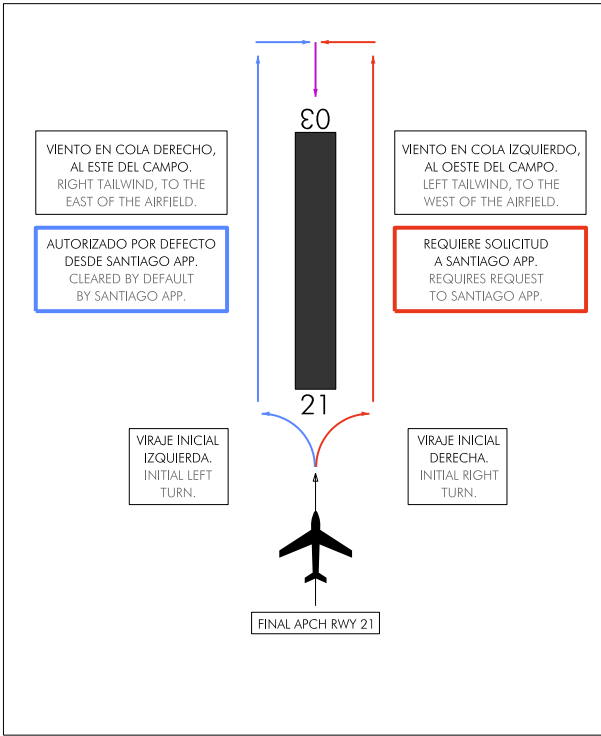 03
VIENTO EN COLA DERECHO,
AL ESTE DEL CAMPO.
RIGHT TAILWIND, TO THE
EAST OF THE AIRFIELD.
VIENTO EN COLA IZQUIERDO,
AL OESTE DEL CAMPO.
LEFT TAILWIND, TO THE
WEST OF THE AIRFIELD.
AUTORIZADO POR DEFECTO
DESDE SANTIAGO APP.
CLEARED BY DEFAULT
BY SANTIAGO APP.
REQUIERE SOLICITUD
A SANTIAGO APP.
REQUIRES REQUEST
TO SANTIAGO APP.
21
VIRAJE INICIAL
IZQUIERDA.
INITIAL LEFT
TURN.
VIRAJE INICIAL
DERECHA.
INITIAL RIGHT
TURN.
FINAL APCH RWY 21